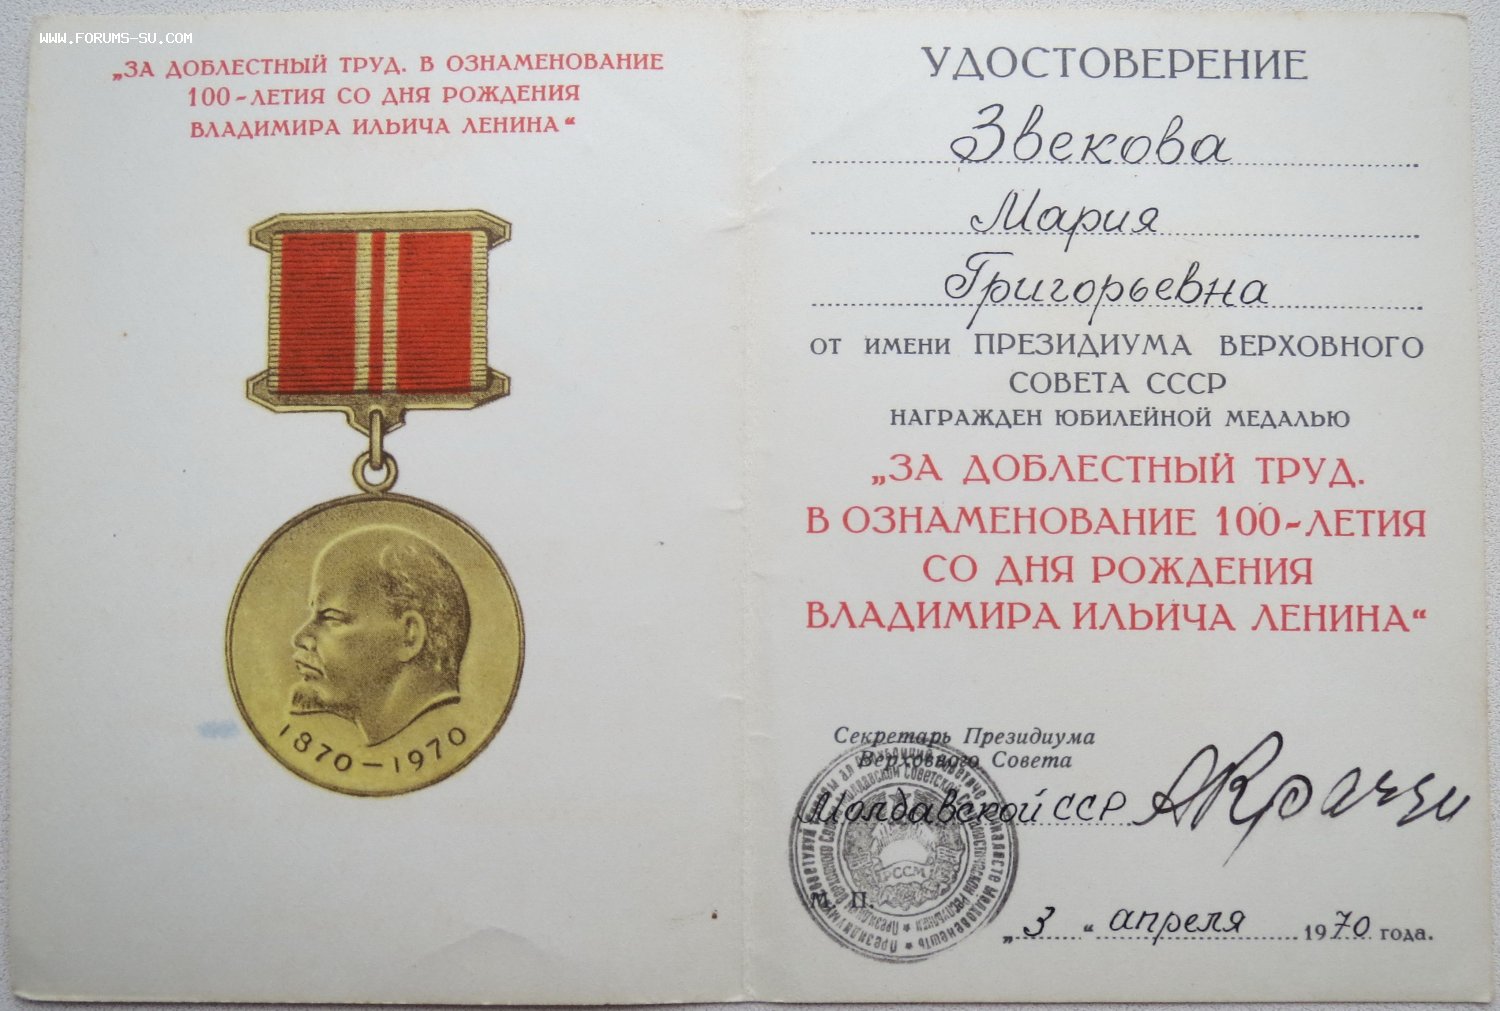 www.forums-su.com
„ЗА ДОБЛЕСТНЫЙ ТРУД. В ОЗНАМЕНОВАНИЕ
100-ЛЕТИЯ СО ДНЯ РОЖДЕНИЯ
ВЛАДИМИРА ИЛЬИЧА ЛЕНИНА“
1870-1970
УДОСТОВЕРЕНИЕ
Звекова
Мария
Григорьевна
ОТ ИМЕНИ ПРЕЗИДИУМА ВЕРХОВНОГО
СОВЕТА СССР
НАГРАЖДЕН ЮБИЛЕЙНОЙ МЕДАЛЬЮ
„ЗА ДОБЛЕСТНЫЙ ТРУД.
В ОЗНАМЕНОВАНИЕ 100-ЛЕТИЯ
СО ДНЯ РОЖДЕНИЯ
ВЛАДИМИРА ИЛЬИЧА ЛЕНИНА“
Секретарь Президиума
Верховного Совета
Молдавской ССР
РССМ
М. П.
„3“ апреля 1970 года.